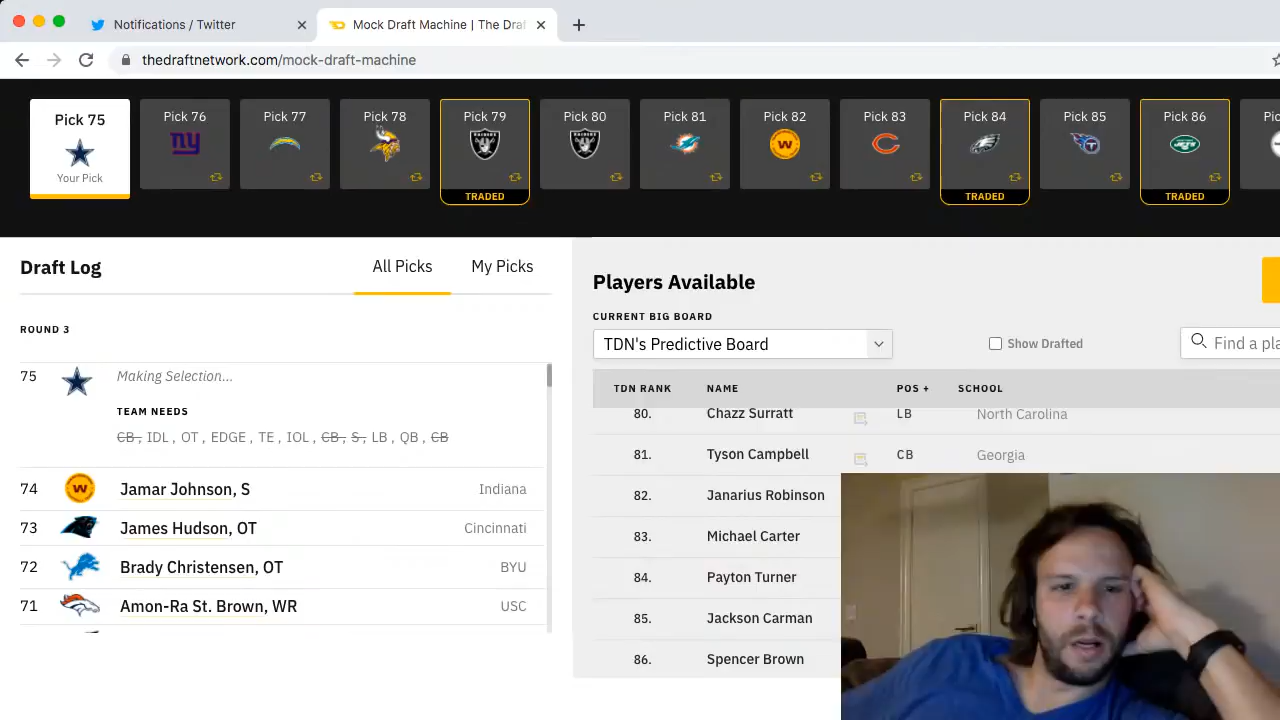 Notifications / Twitter
Mock Draft Machine | The Draf
thedraftnetwork.com/mock-draft-machine
Pick 75
Your Pick
Pick 76
Pick 77
Pick 78
Pick 79
TRADED
Pick 80
Pick 81
Pick 82
Pick 83
Pick 84
TRADED
Pick 85
Pick 86
TRADED
Draft Log
All Picks
My Picks
ROUND 3
75
Making Selection...
TEAM NEEDS
CB , IDL , OT , EDGE , TE , IOL , CB , S , LB , QB , CB
74 Jamar Johnson, S Indiana
73 James Hudson, OT Cincinnati
72 Brady Christensen, OT BYU
71 Amon-Ra St. Brown, WR USC
Players Available
CURRENT BIG BOARD
TDN's Predictive Board
Show Drafted
Find a pla
TDN RANK NAME POS + SCHOOL
80. Chazz Surratt LB North Carolina
81. Tyson Campbell CB Georgia
82. Janarius Robinson
83. Michael Carter
84. Payton Turner
85. Jackson Carman
86. Spencer Brown